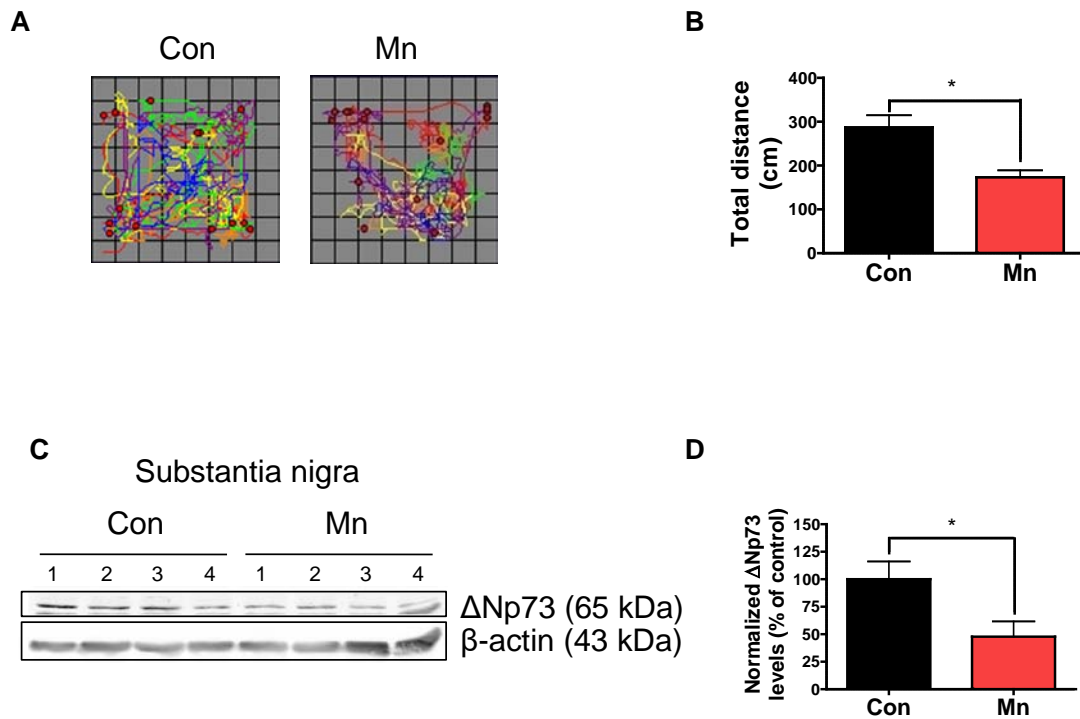 A
Con
Mn
B
Total distance
(cm)
400
300
200
100
0
*
Con
Mn
C
Substantia nigra
Con
Mn
1 2 3 4 1 2 3 4
ΔNp73 (65 kDa)
β-actin (43 kDa)
D
Normalized ΔNp73
levels (% of control)
150
125
100
75
50
25
0
*
Con
Mn